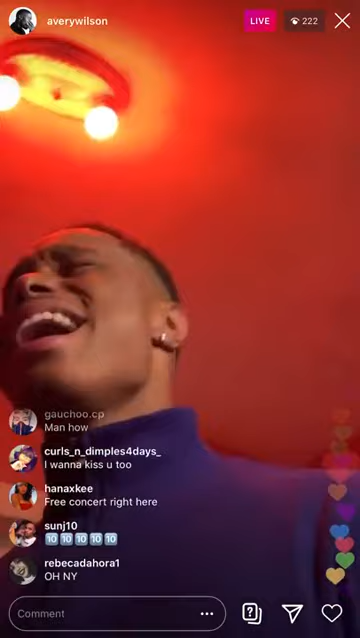 averywilson
LIVE
222
gauchoo.cp
Man how
curls_n_dimples4days_
I wanna kiss u too
hanaxkee
Free concert right here
sunj10
🔟🔟🔟🔟🔟
rebecadahora1
OH NY
Comment